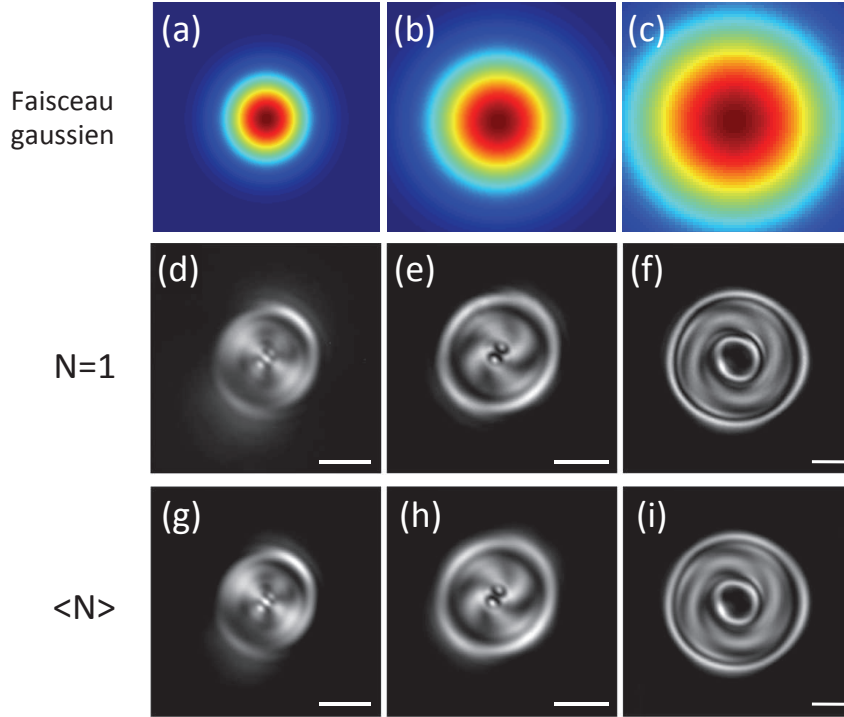 (a) (b) (c)
Faisceau
gaussien
(d) (e) (f)
N=1
(g) (h) (i)
<N>